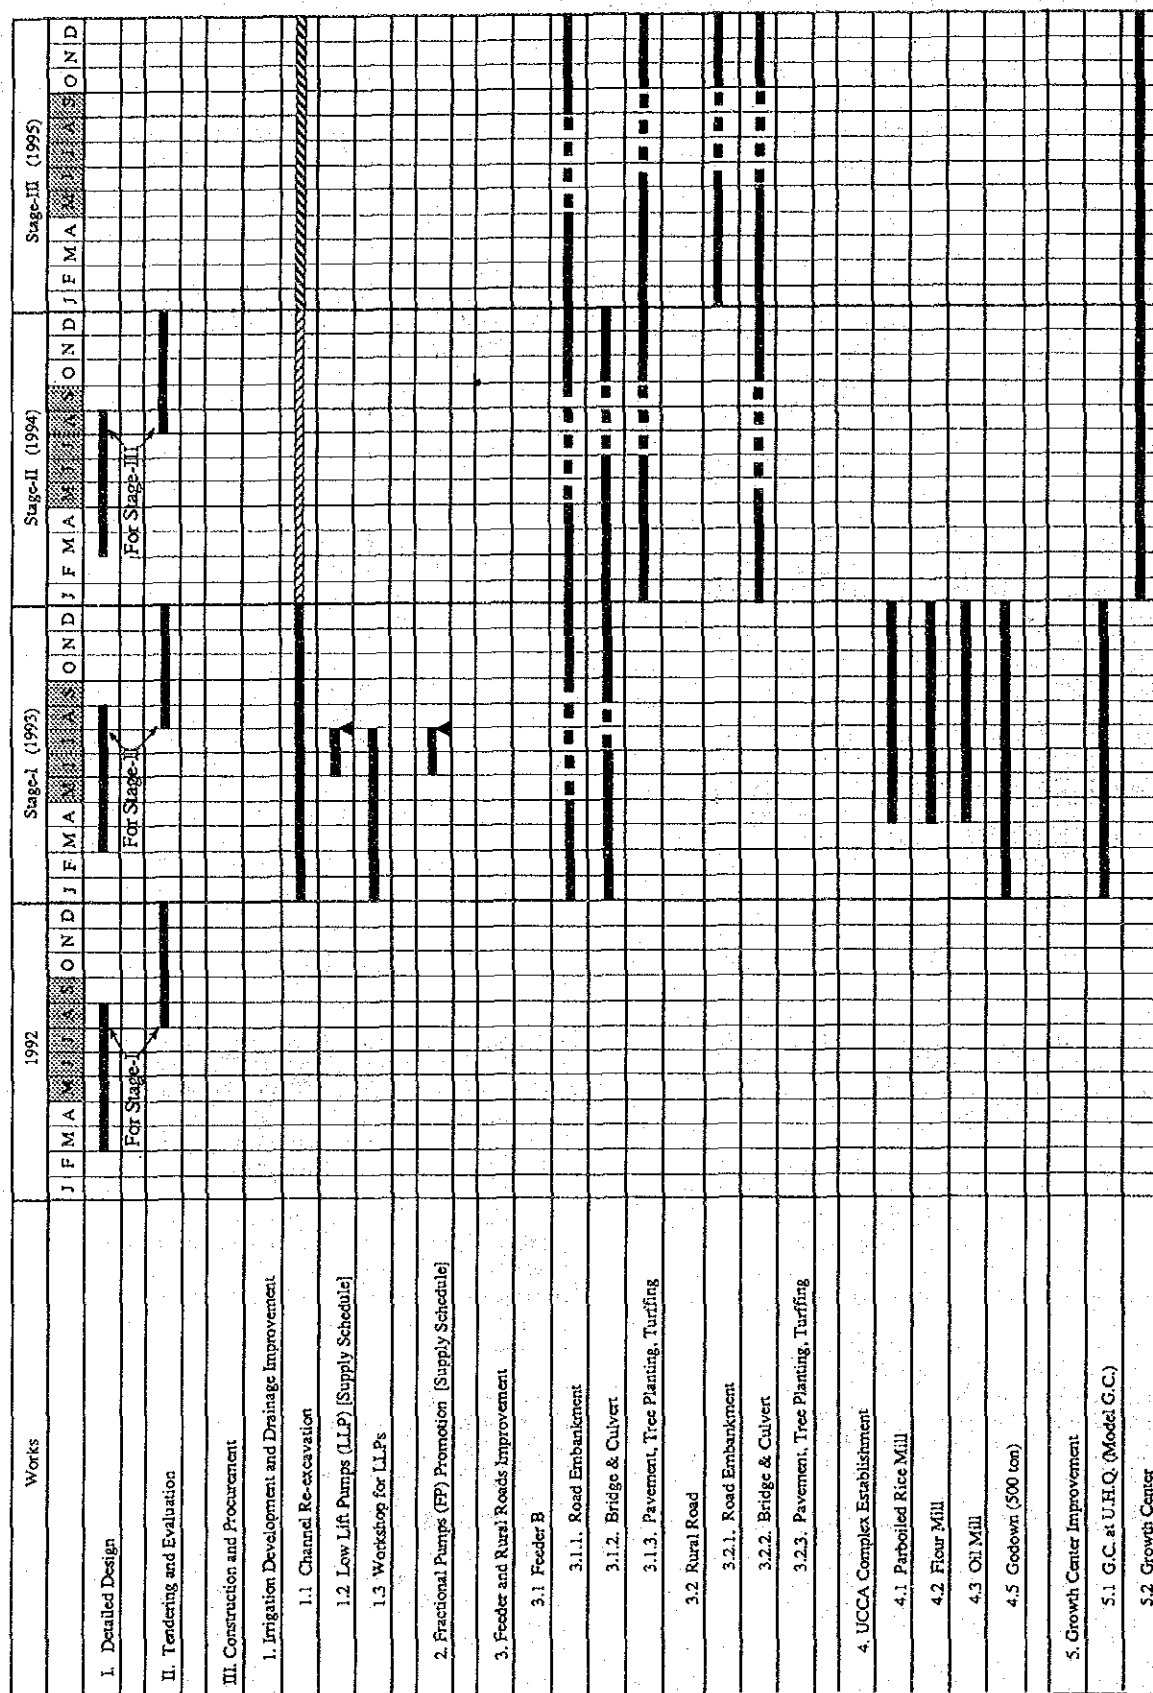 Works
1992
Stage-I (1993)
Stage-II (1994)
Stage-III (1995)
J F M A M J J A S O N D
J F M A M J J A S O N D
J F M A M J J A S O N D
J F M A M J J A S O N D
I. Detailed Design
For Stage-I
For Stage-II
For Stage-III
II. Tendering and Evaluation
III. Construction and Procurement
1. Irrigation Development and Drainage Improvement
1.1 Channel Re-excavation
1.2 Low Lift Pumps (LLP) [Supply Schedule]
1.3 Workshop for LLPs
2. Fractional Pumps (FP) Promotion [Supply Schedule]
3. Feeder and Rural Roads Improvement
3.1 Feeder B
3.1.1. Road Embankment
3.1.2. Bridge & Culvert
3.1.3. Pavement, Tree Planting, Turffing
3.2 Rural Road
3.2.1. Road Embankment
3.2.2. Bridge & Culvert
3.2.3. Pavement, Tree Planting, Turffing
4. UCCA Complex Establishment
4.1 Parboiled Rice Mill
4.2 Flour Mill
4.3 Oil Mill
4.5 Godown (500 ton)
5. Growth Center Improvement
5.1 G.C. at U.H.Q. (Model G.C.)
5.2 Growth Center